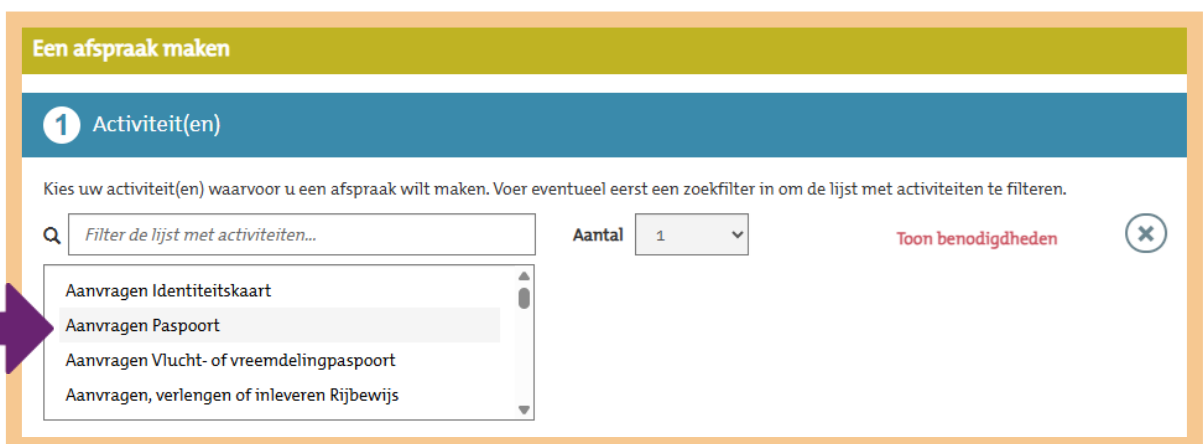 Een afspraak maken
1 Activiteit(en)
Kies uw activiteit(en) waarvoor u een afspraak wilt maken. Voer eventueel eerst een zoekfilter in om de lijst met activiteiten te filteren.
Filter de lijst met activiteiten... Aantal 1 Toon benodigdheden
Aanvragen Identiteitskaart
Aanvragen Paspoort
Aanvragen Vlucht- of vreemdelingpaspoort
Aanvragen, verlengen of inleveren Rijbewijs